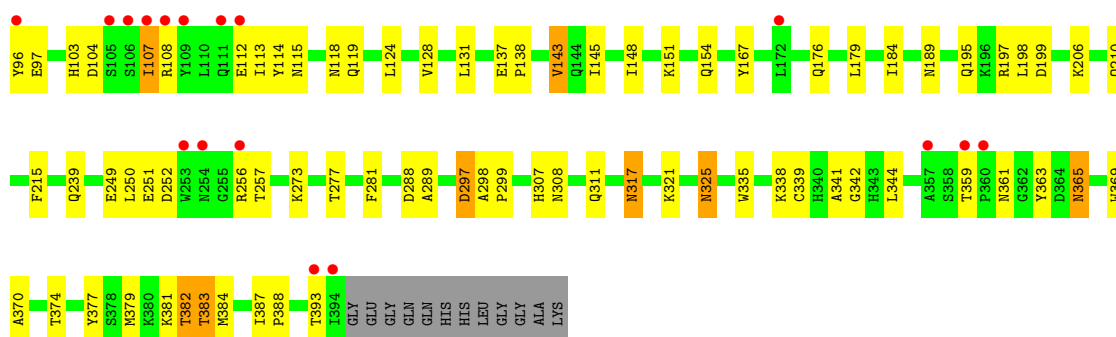 Y96 E97 H103 D104 S105 S106 I107 R108 Y109 L110 Q111 E112 I113 Y114 N115 N118 Q119 L124 V128 L131 E137 P138 V143 Q144 I145 I148 K151 Q154 Y167 L172 Q176 L179 I184 N189 Q195 K196 R197 L198 D199 K206
F215 Q239 E249 L250 E251 D252 W253 N254 G255 R256 T257 K273 T277 F281 D288 A289 D297 A298 P299 H307 N308 Q311 N317 K321 N325 W335 K338 C339 H340 A341 G342 H343 L344 A357 S358 T359 P360 N361 G362 Y363 D364 N365
A370 T374 Y377 S378 M379 K380 K381 T382 T383 M384 I387 P388 T393 I394 GLY GLU GLY GLN GLN HIS HIS LEU GLY GLY ALA LYS